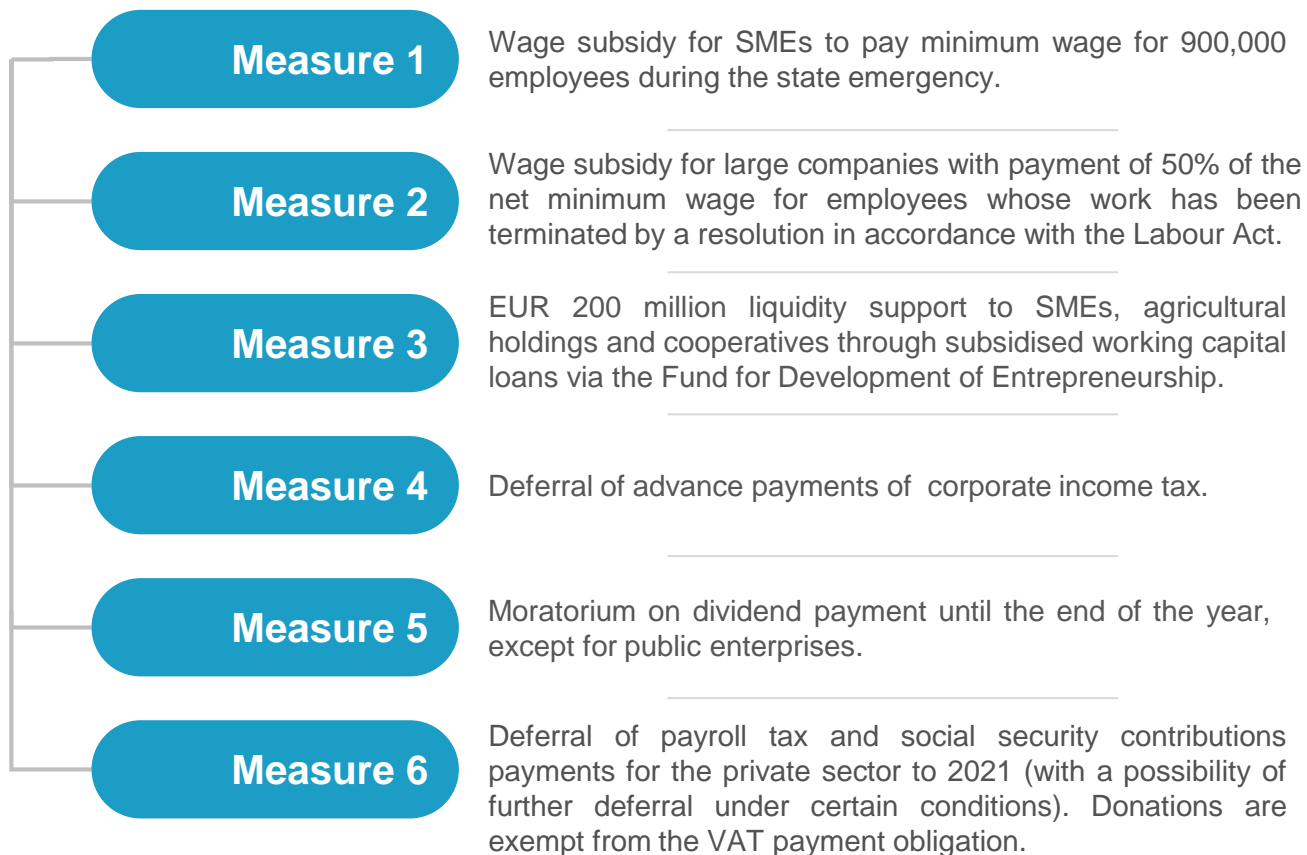 Measure 1
Wage subsidy for SMEs to pay minimum wage for 900,000
employees during the state emergency.
Measure 2
Wage subsidy for large companies with payment of 50% of the
net minimum wage for employees whose work has been
terminated by a resolution in accordance with the Labour Act.
Measure 3
EUR 200 million liquidity support to SMEs, agricultural
holdings and cooperatives through subsidised working capital
loans via the Fund for Development of Entrepreneurship.
Measure 4
Deferral of advance payments of corporate income tax.
Measure 5
Moratorium on dividend payment until the end of the year,
except for public enterprises.
Measure 6
Deferral of payroll tax and social security contributions
payments for the private sector to 2021 (with a possibility of
further deferral under certain conditions). Donations are
exempt from the VAT payment obligation.